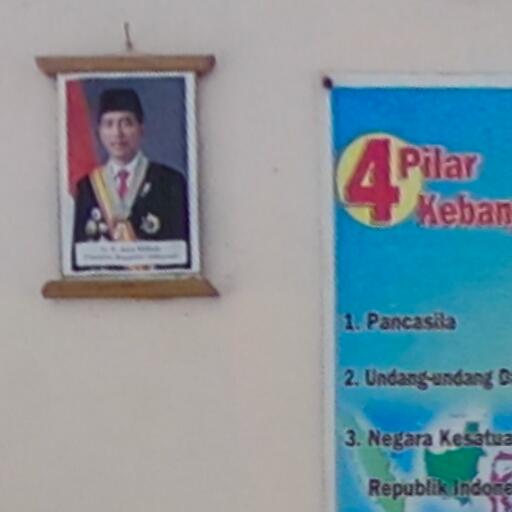 4 Pilar
Keban
1. Pancasila
2. Undang-undang D
3. Negara Kesatua
Republik Indone